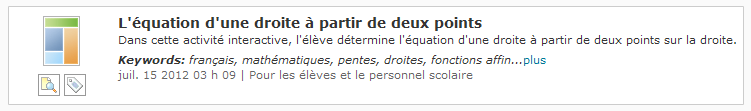 L'équation d'une droite à partir de deux points
Dans cette activité interactive, l'élève détermine l'équation d'une droite à partir de deux points sur la droite.
Keywords: français, mathématiques, pentes, droites, fonctions affin...plus
juil. 15 2012 03 h 09 | Pour les élèves et le personnel scolaire